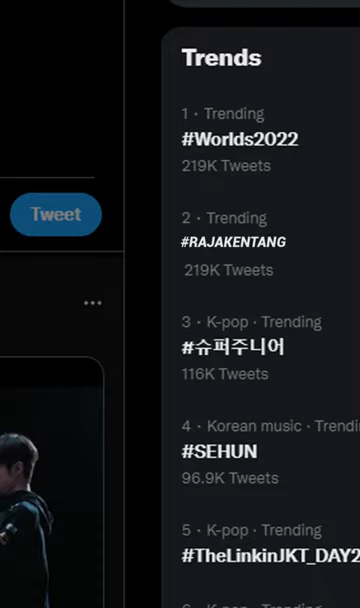 Trends
1 · Trending
#Worlds2022
219K Tweets
Tweet
2 · Trending
#RAJAKENTANG
219K Tweets
3 · K-pop · Trending
#슈퍼주니어
116K Tweets
4 · Korean music · Trendin
#SEHUN
96.9K Tweets
5 · K-pop · Trending
#TheLinkinJKT_DAY2